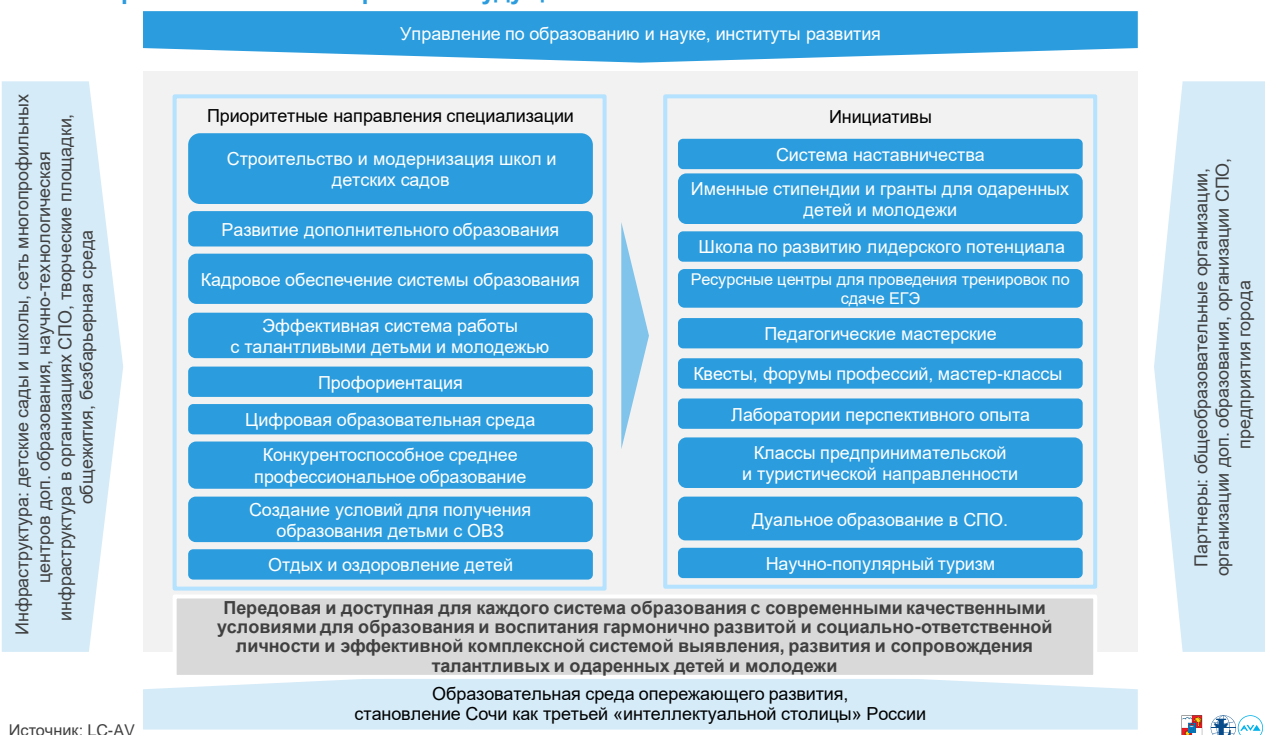 Управление по образованию и науке, институты развития
Инфраструктура: детские сады и школы, сеть многопрофильных
центров доп. образования, научно-технологическая
инфраструктура в организациях СПО, творческие площадки,
общежития, безбарьерная среда
Приоритетные направления специализации
Строительство и модернизация школ и
детских садов
Развитие дополнительного образования
Кадровое обеспечение системы образования
Эффективная система работы
с талантливыми детьми и молодежью
Профориентация
Цифровая образовательная среда
Конкурентоспособное среднее
профессиональное образование
Создание условий для получения
образования детьми с ОВЗ
Отдых и оздоровление детей
Инициативы
Система наставничества
Именные стипендии и гранты для одаренных
детей и молодежи
Школа по развитию лидерского потенциала
Ресурсные центры для проведения тренировок по
сдаче ЕГЭ
Педагогические мастерские
Квесты, форумы профессий, мастер-классы
Лаборатории перспективного опыта
Классы предпринимательской
и туристической направленности
Дуальное образование в СПО.
Научно-популярный туризм
Партнеры: общеобразовательные организации,
организации доп. образования, организации СПО,
предприятия города
Передовая и доступная для каждого система образования с современными качественными
условиями для образования и воспитания гармонично развитой и социально-ответственной
личности и эффективной комплексной системой выявления, развития и сопровождения
талантливых и одаренных детей и молодежи
Образовательная среда опережающего развития,
становление Сочи как третьей «интеллектуальной столицы» России
Источник: LC-AV
AVA